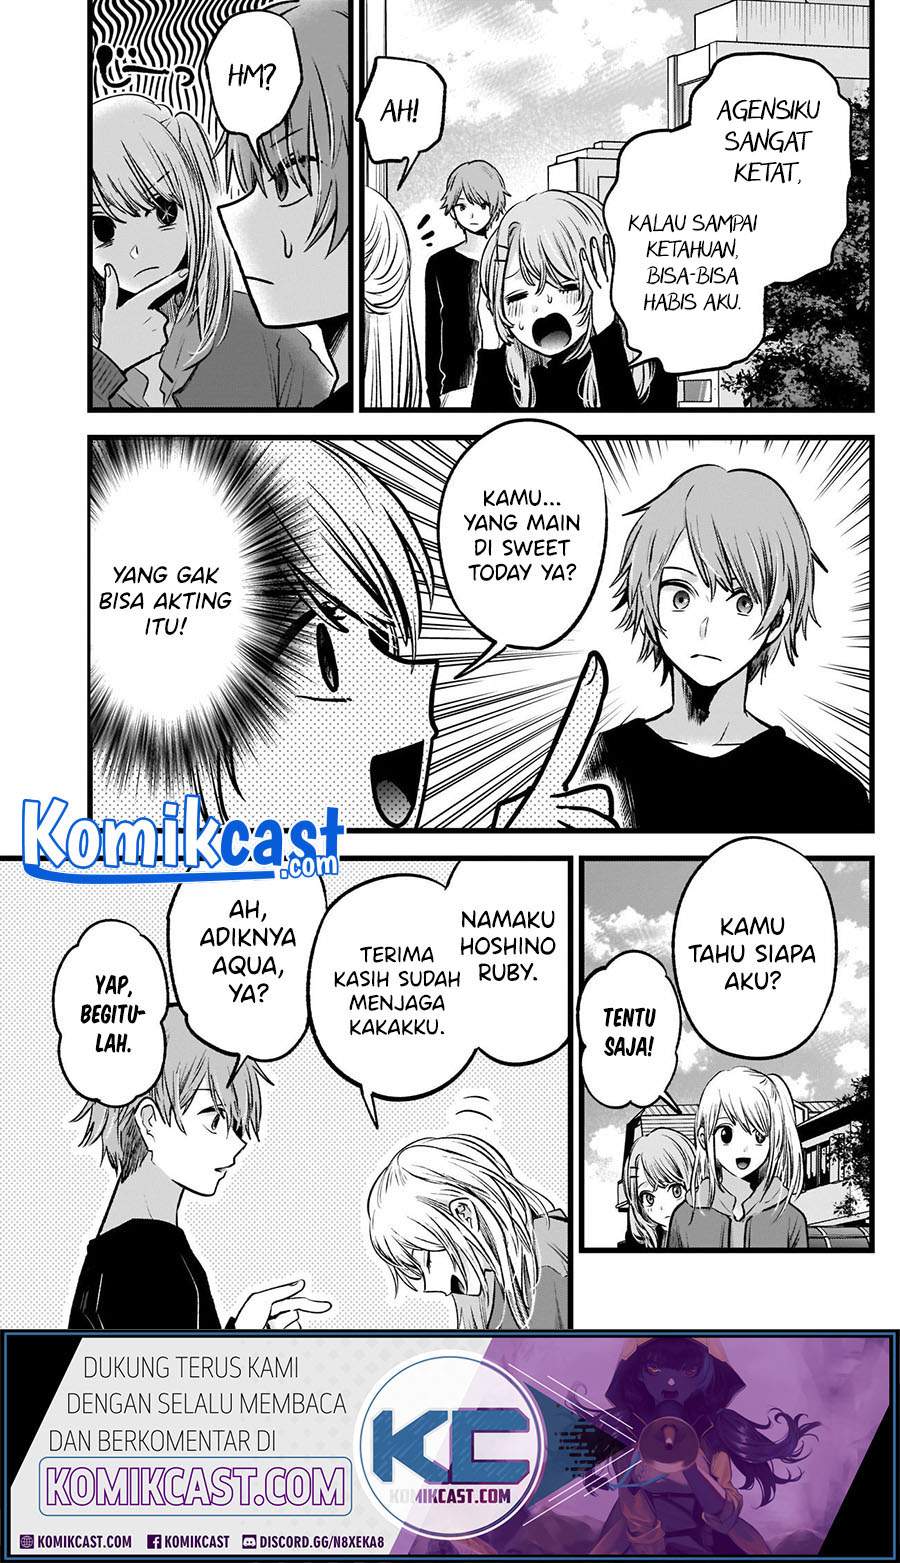 AGENSIKU
SANGAT
KETAT,
KALAU SAMPAI
KETAHUAN,
BISA-BISA
HABIS AKU.
AH!
HM?
じーっ
KAMU...
YANG MAIN
DI SWEET
TODAY YA?
YANG GAK
BISA AKTING
ITU!
KAMU
TAHU SIAPA
AKU?
TENTU
SAJA!
NAMAKU
HOSHINO
RUBY.
TERIMA
KASIH SUDAH
MENJAGA
KAKAKKU.
AH,
ADIKNYA
AQUA,
YA?
YAP,
BEGITU-
LAH.
Komikcast
.com
DUKUNG TERUS KAMI
DENGAN SELALU MEMBACA
DAN BERKOMENTAR DI
KOMIKCAST.COM
KOMIKCAST.COM
KOMIKCAST
DISCORD.GG/N8XEKA8
KC
KOMIKCAST.COM